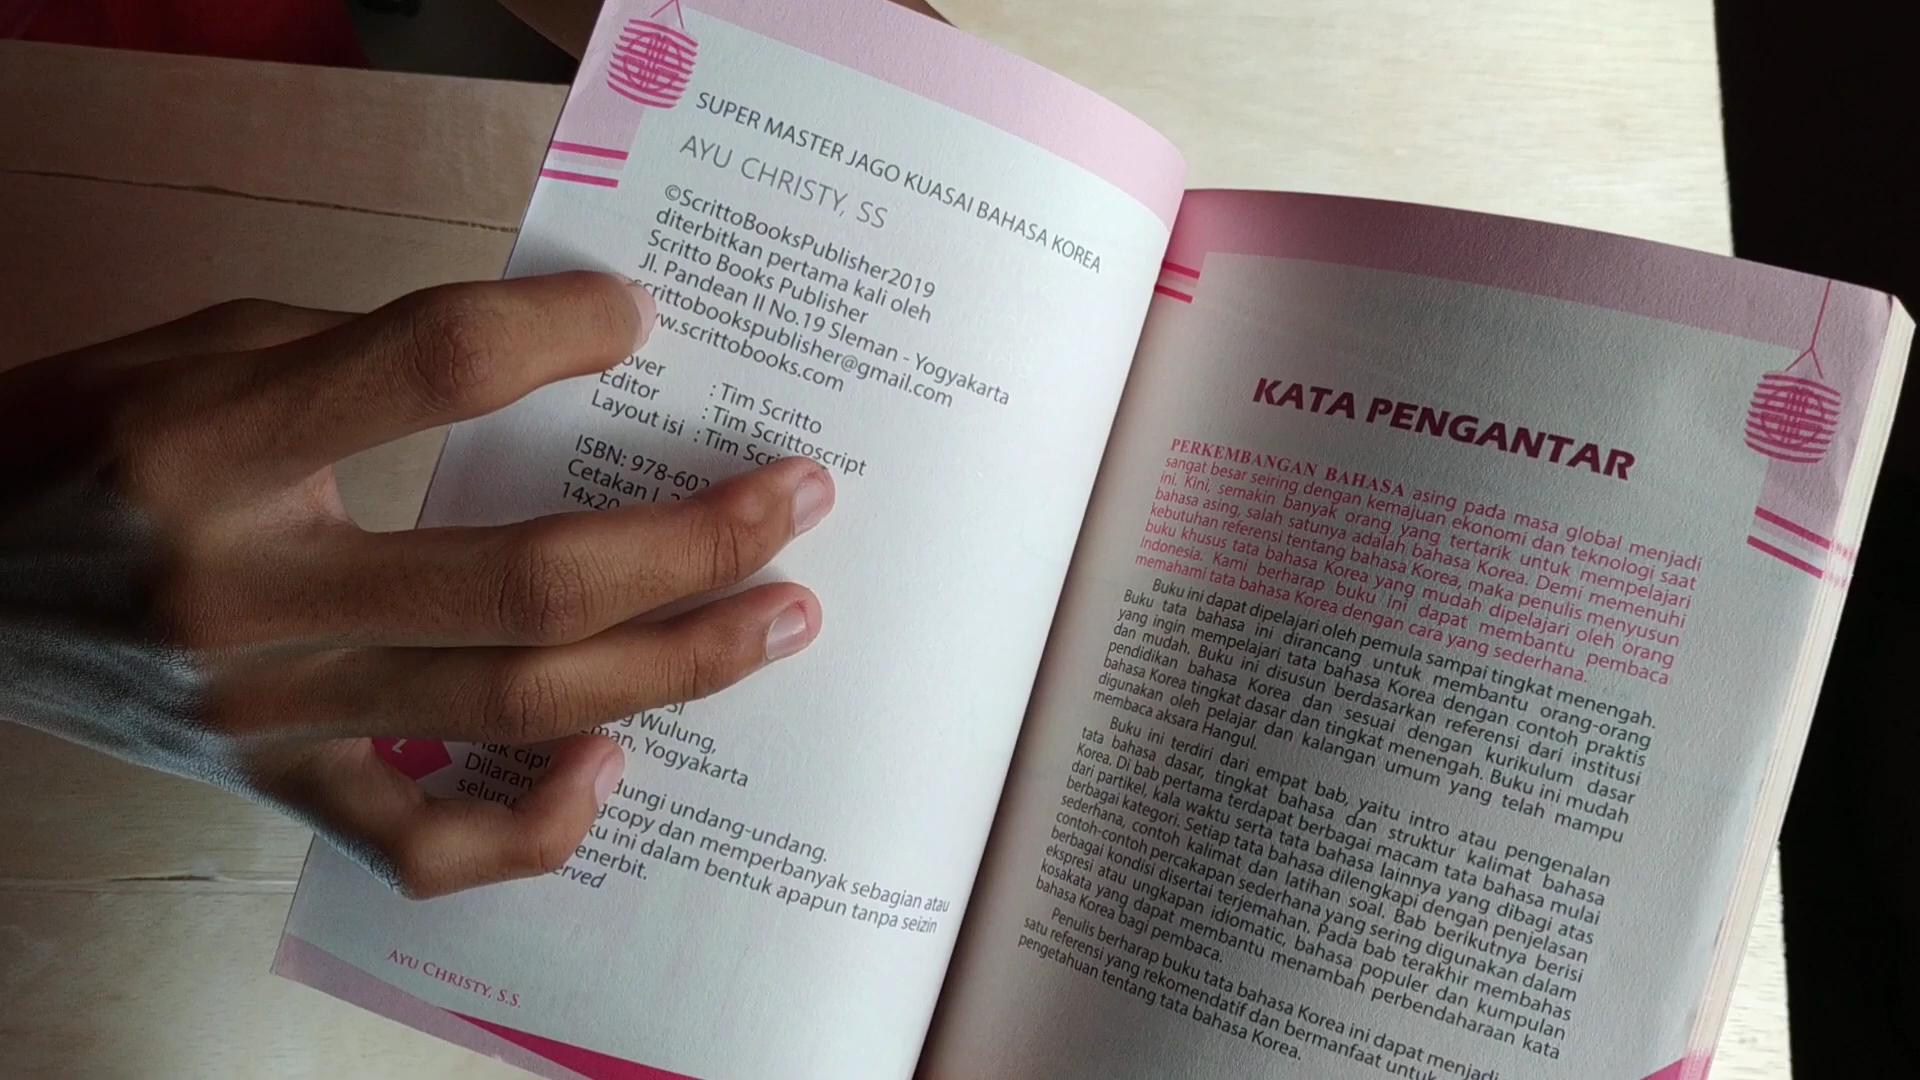 SUPER MASTER JAGO KUASAI BAHASA KOREA
AYU CHRISTY, SS
©ScrittoBooksPublisher2019
diterbitkan pertama kali oleh
Scritto Books Publisher
Jl. Pandean II No.19 Sleman - Yogyakarta
scrittobookspublisher@gmail.com
.scrittobooks.com
: Tim Scritto
Editor : Tim Scrittoscript
Layout isi : Tim
ISBN: 978-602
Cetakan I,
14x20
Wulung,
Yogyakarta
Hak
undang-undang.
Dilaran copy dan memperbanyak sebagian atau
seluru ini dalam bentuk apapun tanpa seizin
2
AYU CHRISTY, S.S.
KATA PENGANTAR
PERKEMBANGAN BAHASA asing pada masa global menjadi
sangat besar seiring dengan kemajuan ekonomi dan teknologi saat
ini. Kini, semakin banyak orang yang tertarik untuk mempelajari
bahasa asing, salah satunya adalah bahasa Korea. Demi memenuhi
kebutuhan referensi tentang bahasa Korea, maka penulis menyusun
buku khusus tata bahasa Korea yang mudah dipelajari oleh orang
Indonesia. Kami berharap buku ini dapat membantu pembaca
memahami tata bahasa Korea dengan cara yang sederhana.
Buku ini dapat dipelajari oleh pemula sampai tingkat menengah.
Buku tata bahasa ini dirancang untuk membantu orang-orang
yang ingin mempelajari tata bahasa Korea dengan contoh praktis
dan mudah. Buku ini disusun berdasarkan referensi dari institusi
pendidikan bahasa Korea dan sesuai dengan kurikulum dasar
bahasa Korea tingkat dasar dan tingkat menengah. Buku ini mudah
digunakan oleh pelajar dan kalangan umum yang telah mampu
membaca aksara Hangul.
Buku ini terdiri dari empat bab, yaitu intro atau pengenalan
tata bahasa dasar, tingkat bahasa dan struktur kalimat bahasa
Korea. Di bab pertama terdapat berbagai macam tata bahasa mulai
dari partikel, kala waktu serta tata bahasa lainnya yang dibagi atas
berbagai kategori. Setiap tata bahasa dilengkapi dengan penjelasan
sederhana, contoh kalimat dan latihan soal. Bab berikutnya berisi
contoh-contoh percakapan sederhana yang sering digunakan dalam
berbagai kondisi disertai terjemahan. Pada bab terakhir membahas
ekspresi atau ungkapan idiomatic, bahasa populer dan kumpulan
kosakata yang dapat membantu menambah perbendaharaan kata
bahasa Korea bagi pembaca.
Penulis berharap buku tata bahasa Korea ini dapat menjadi
satu referensi yang rekomendatif dan bermanfaat untuk
pengetahuan tentang tata bahasa Korea.